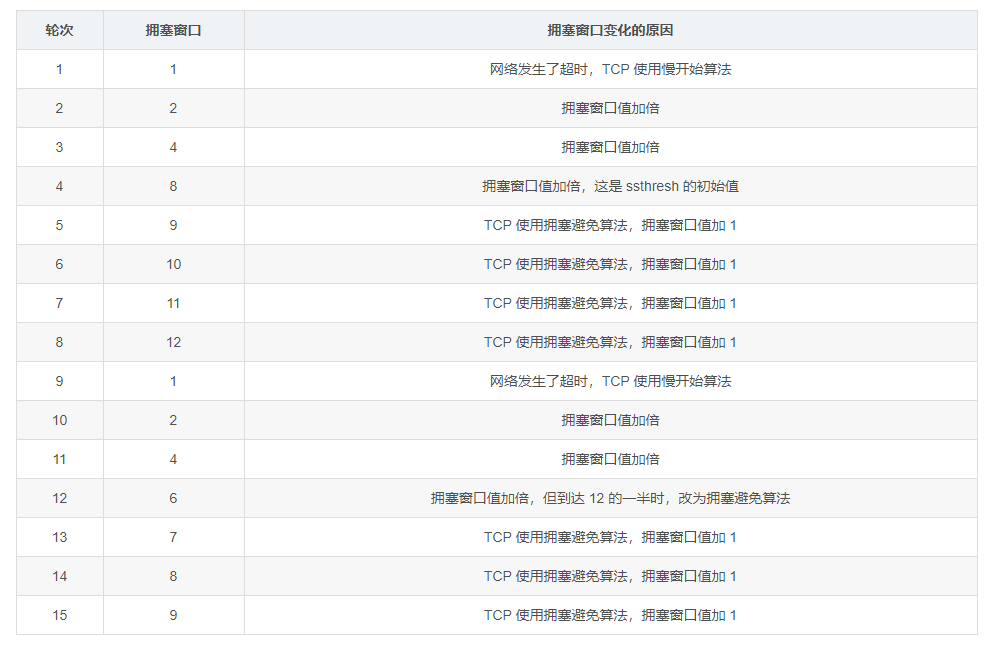 轮次 拥塞窗口 拥塞窗口变化的原因
1 1 网络发生了超时，TCP 使用慢开始算法
2 2 拥塞窗口值加倍
3 4 拥塞窗口值加倍
4 8 拥塞窗口值加倍，这是 ssthresh 的初始值
5 9 TCP 使用拥塞避免算法，拥塞窗口值加 1
6 10 TCP 使用拥塞避免算法，拥塞窗口值加 1
7 11 TCP 使用拥塞避免算法，拥塞窗口值加 1
8 12 TCP 使用拥塞避免算法，拥塞窗口值加 1
9 1 网络发生了超时，TCP 使用慢开始算法
10 2 拥塞窗口值加倍
11 4 拥塞窗口值加倍
12 6 拥塞窗口值加倍，但到达 12 的一半时，改为拥塞避免算法
13 7 TCP 使用拥塞避免算法，拥塞窗口值加 1
14 8 TCP 使用拥塞避免算法，拥塞窗口值加 1
15 9 TCP 使用拥塞避免算法，拥塞窗口值加 1